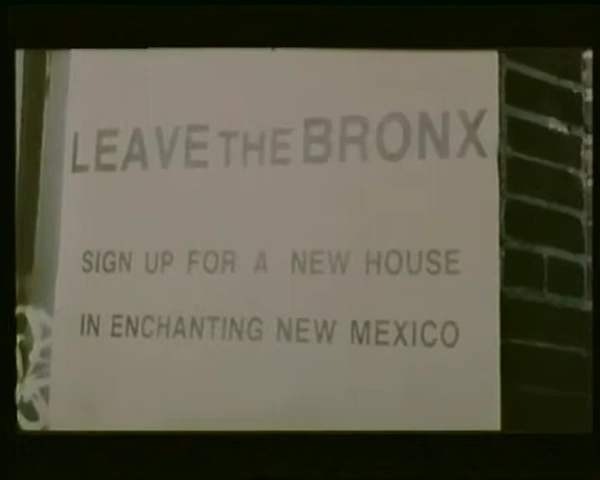 LEAVE THE BRONX
SIGN UP FOR A NEW HOUSE
IN ENCHANTING NEW MEXICO